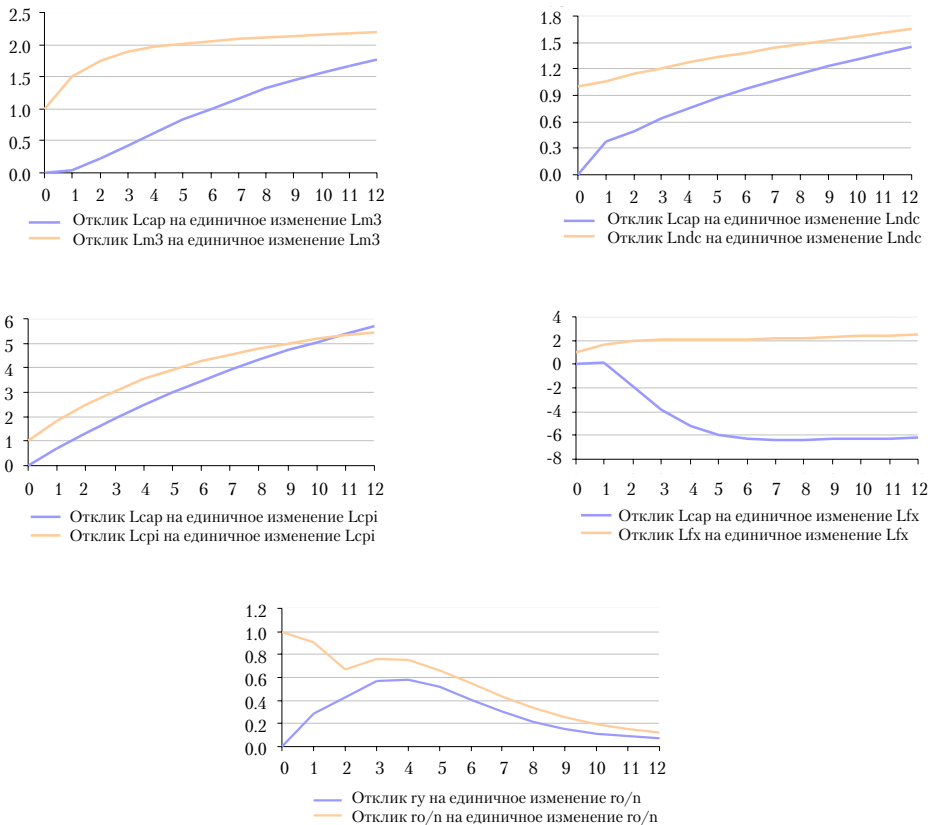 2.5
2.0
1.5
1.0
0.5
0.0
0 1 2 3 4 5 6 7 8 9 10 11 12
Отклик Lcap на единичное изменение Lm3
Отклик Lm3 на единичное изменение Lm3
1.8
1.5
1.2
0.9
0.6
0.3
0.0
0 1 2 3 4 5 6 7 8 9 10 11 12
Отклик Lcap на единичное изменение Lndc
Отклик Lndc на единичное изменение Lndc
6
5
4
3
2
1
0
0 1 2 3 4 5 6 7 8 9 10 11 12
Отклик Lcap на единичное изменение Lcpi
Отклик Lcpi на единичное изменение Lcpi
4
2
0
-2
-4
-6
-8
0 1 2 3 4 5 6 7 8 9 10 11 12
Отклик Lcap на единичное изменение Lfx
Отклик Lfx на единичное изменение Lfx
1.2
1.0
0.8
0.6
0.4
0.2
0.0
0 1 2 3 4 5 6 7 8 9 10 11 12
Отклик ry на единичное изменение ro/n
Отклик ro/n на единичное изменение ro/n